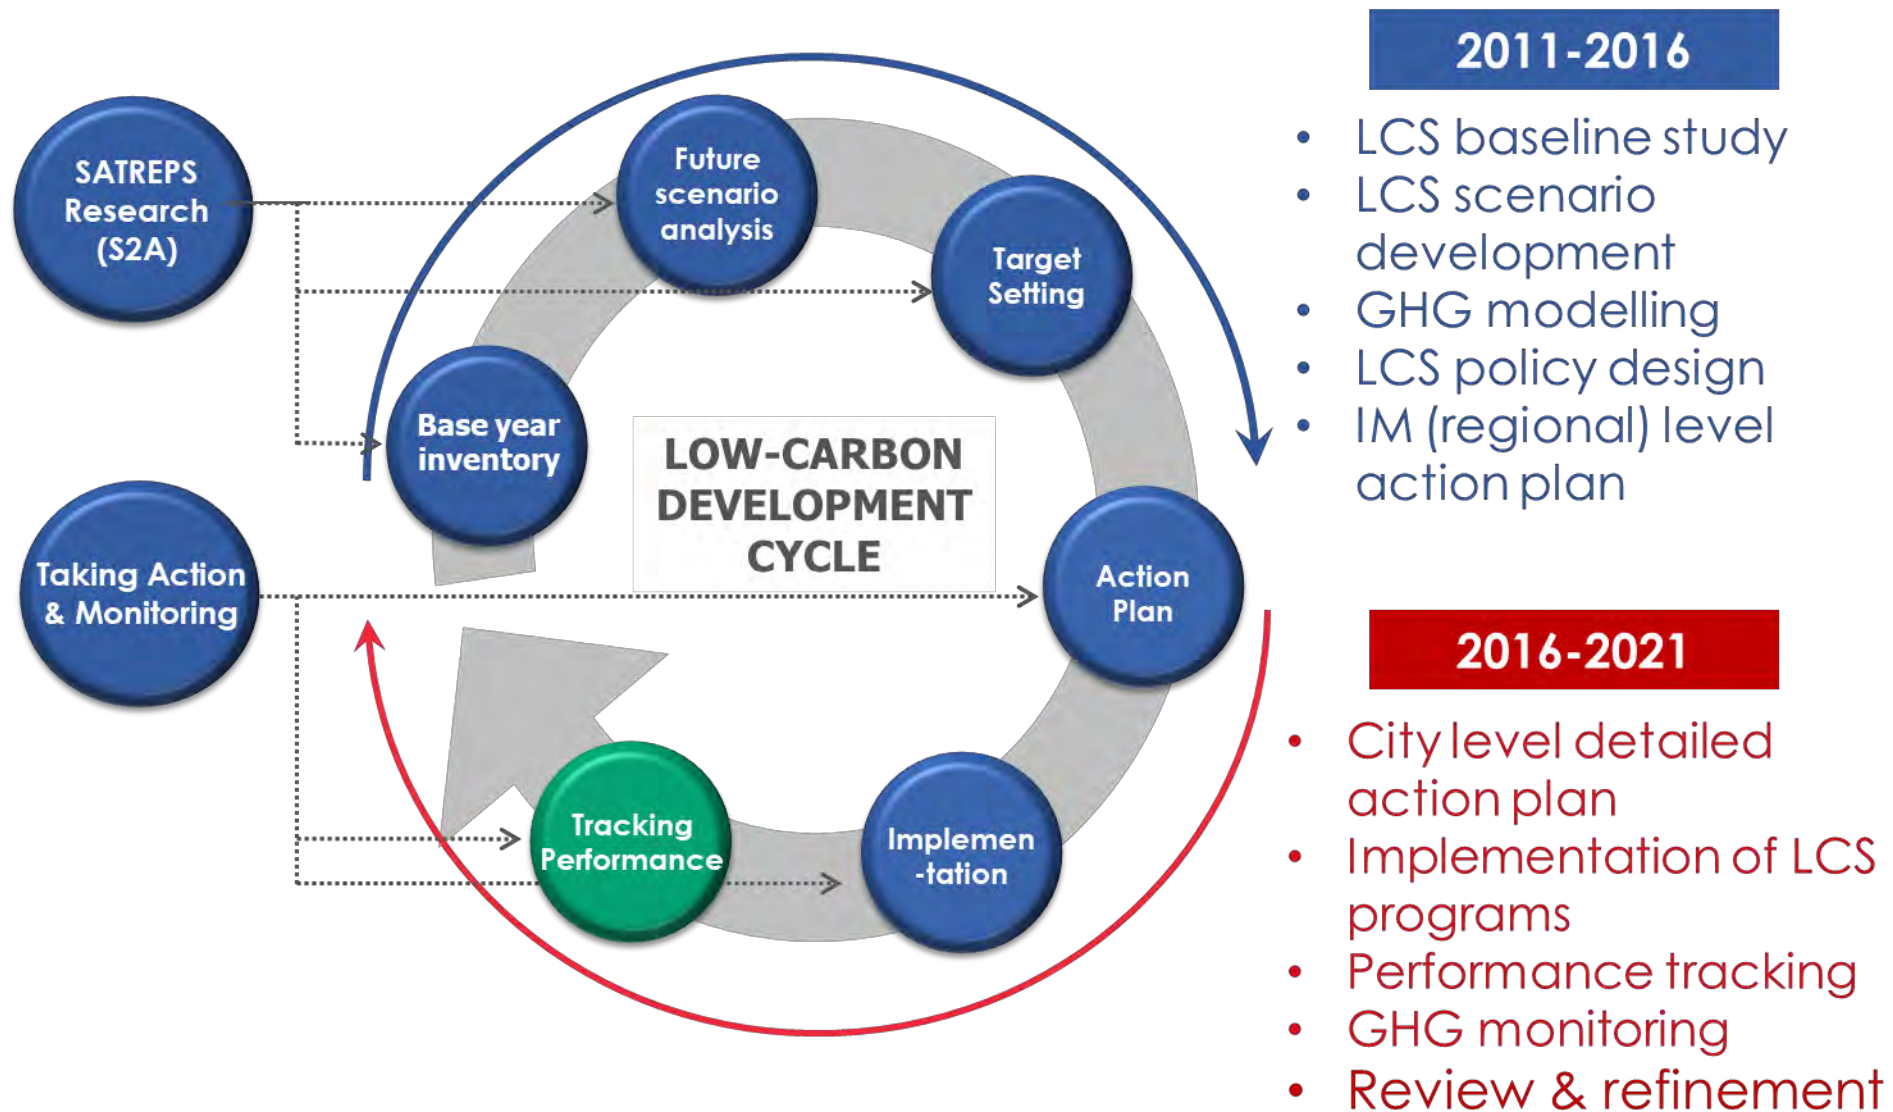 SATREPS
Research
(S2A)
Taking Action
& Monitoring
Future
scenario
analysis
Target
Setting
Base year
inventory
LOW-CARBON
DEVELOPMENT
CYCLE
Action
Plan
Implemen
-tation
Tracking
Performance
2011-2016
• LCS baseline study
• LCS scenario
development
• GHG modelling
• LCS policy design
• IM (regional) level
action plan
2016-2021
• City level detailed
action plan
• Implementation of LCS
programs
• Performance tracking
• GHG monitoring
• Review & refinement